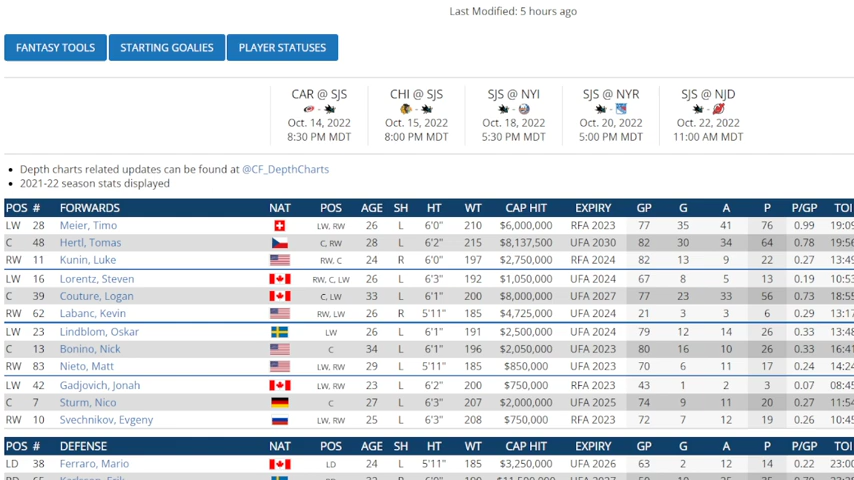 Last Modified: 5 hours ago
FANTASY TOOLS STARTING GOALIES PLAYER STATUSES
CAR @ SJS CHI @ SJS SJS @ NYI SJS @ NYR SJS @ NJD
Oct. 14, 2022 Oct. 15, 2022 Oct. 18, 2022 Oct. 20, 2022 Oct. 22, 2022
8:30 PM MDT 8:00 PM MDT 5:30 PM MDT 5:00 PM MDT 11:00 AM MDT
Depth charts related updates can be found at @CF_DepthCharts
2021-22 season stats displayed
POS # FORWARDS NAT POS AGE SH HT WT CAP HIT EXPIRY GP G A P P/GP TOI
LW 28 Meier, Timo LW, RW 26 L 6'0" 210 $6,000,000 RFA 2023 77 35 41 76 0.99 19:09
C 48 Hertl, Tomas C, RW 28 L 6'2" 215 $8,137,500 UFA 2030 82 30 34 64 0.78 19:56
RW 11 Kunin, Luke RW, C 24 R 6'0" 197 $2,750,000 RFA 2024 82 13 9 22 0.27 13:49
LW 16 Lorentz, Steven RW, C, LW 26 L 6'3" 192 $1,050,000 UFA 2024 67 8 5 13 0.19 10:53
C 39 Couture, Logan C, LW 33 L 6'1" 200 $8,000,000 UFA 2027 77 23 33 56 0.73 18:55
RW 62 Labanc, Kevin RW, LW 26 R 5'11" 185 $4,725,000 UFA 2024 21 3 3 6 0.29 13:17
LW 23 Lindblom, Oskar LW 26 L 6'1" 191 $2,500,000 UFA 2024 79 12 14 26 0.33 13:48
C 13 Bonino, Nick C 34 L 6'1" 196 $2,050,000 UFA 2023 80 16 10 26 0.33 16:41
RW 83 Nieto, Matt LW, RW 29 L 5'11" 185 $850,000 UFA 2023 70 6 11 17 0.24 14:24
LW 42 Gadjovich, Jonah LW, RW 23 L 6'2" 200 $750,000 RFA 2023 43 1 2 3 0.07 08:45
C 7 Sturm, Nico C 27 L 6'3" 207 $2,000,000 UFA 2025 74 9 11 20 0.27 11:54
RW 10 Svechnikov, Evgeny LW, RW 25 L 6'3" 208 $750,000 RFA 2023 72 7 12 19 0.26 10:45
POS # DEFENSE NAT POS AGE SH HT WT CAP HIT EXPIRY GP G A P P/GP TOI
LD 38 Ferraro, Mario LD 24 L 5'11" 185 $3,250,000 UFA 2026 63 2 12 14 0.22 23:00